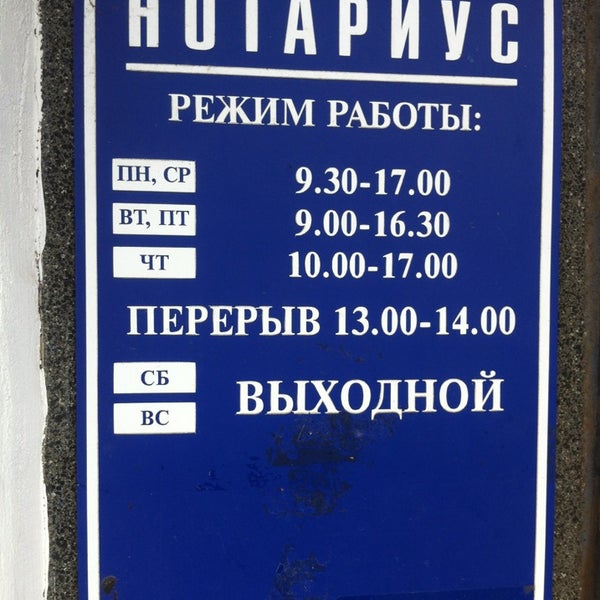 НОТАРИУС
РЕЖИМ РАБОТЫ:
ПН, СР 9.30-17.00
ВТ, ПТ 9.00-16.30
ЧТ 10.00-17.00
ПЕРЕРЫВ 13.00-14.00
СБ
ВЫХОДНОЙ
ВС